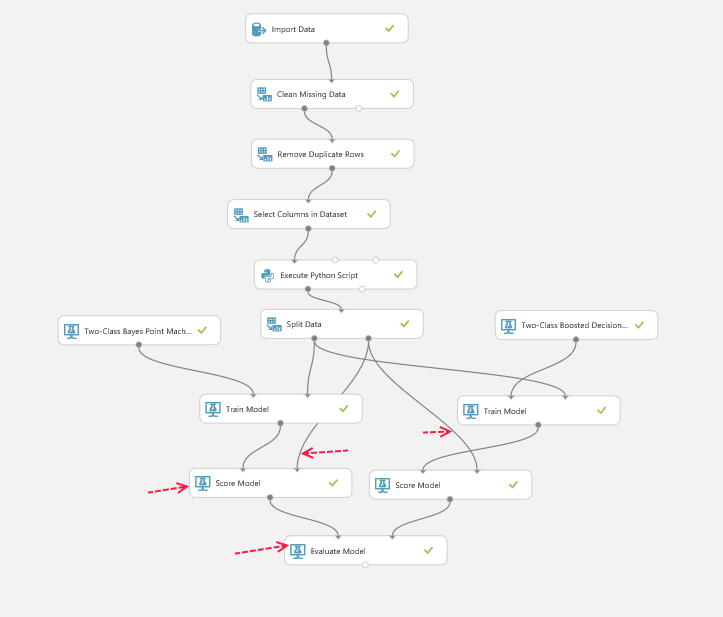 Import Data
Clean Missing Data
Remove Duplicate Rows
Select Columns in Dataset
Execute Python Script
Split Data
Two-Class Bayes Point Mach...
Two-Class Boosted Decision...
Train Model
Train Model
Score Model
Score Model
Evaluate Model